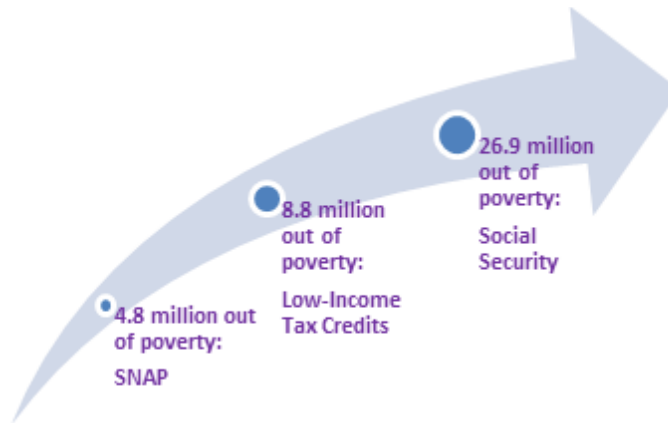 4.8 million out
of poverty:
SNAP
8.8 million
out of
poverty:
Low-Income
Tax Credits
26.9 million
out of
poverty:
Social
Security